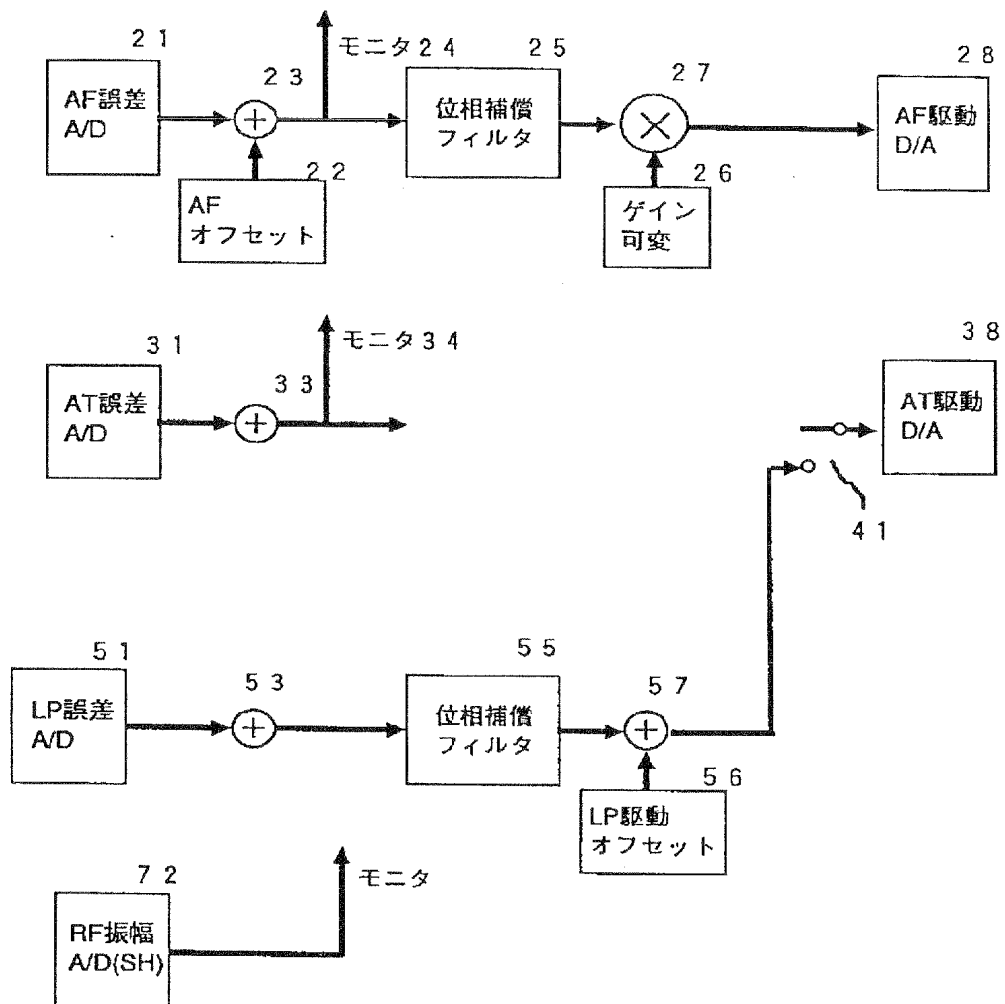 21
AF誤差
A/D
23
モニタ24
25
位相補償
フィルタ
27
28
AF駆動
D/A
22
AF
オフセット
26
ゲイン
可変
31
AT誤差
A/D
33
モニタ34
38
AT駆動
D/A
41
51
LP誤差
A/D
53
55
位相補償
フィルタ
57
56
LP駆動
オフセット
72
RF振幅
A/D(SH)
モニタ